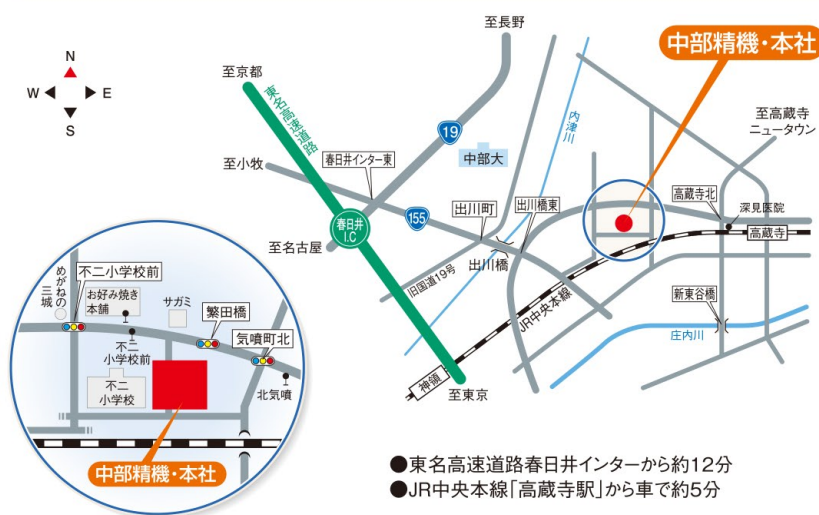 N
W
E
S
至長野
中部精機・本社
至京都
東名高速道路
19
内津川
至高蔵寺
ニュータウン
至小牧
春日井インター東
中部大
155
出川町
出川橋東
高蔵寺北
深見医院
春日井
I.C
至名古屋
出川橋
高蔵寺
旧国道19号
新東谷橋
JR中央本線
庄内川
神領
至東京
めがねの
三城
不二小学校前
お好み焼き
本舗
サガミ
繁田橋
不二
小学校前
気噴町北
不二
小学校
北気噴
中部精機・本社
●東名高速道路春日井インターから約12分
●JR中央本線「高蔵寺駅」から車で約5分